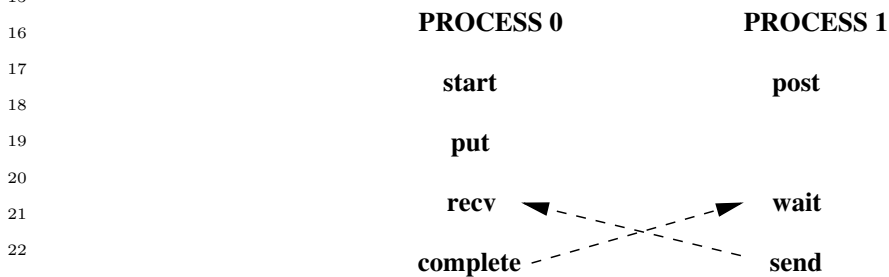 15
16 PROCESS 0 PROCESS 1
17
start post
18
19 put
20
recv wait
21
22
complete send